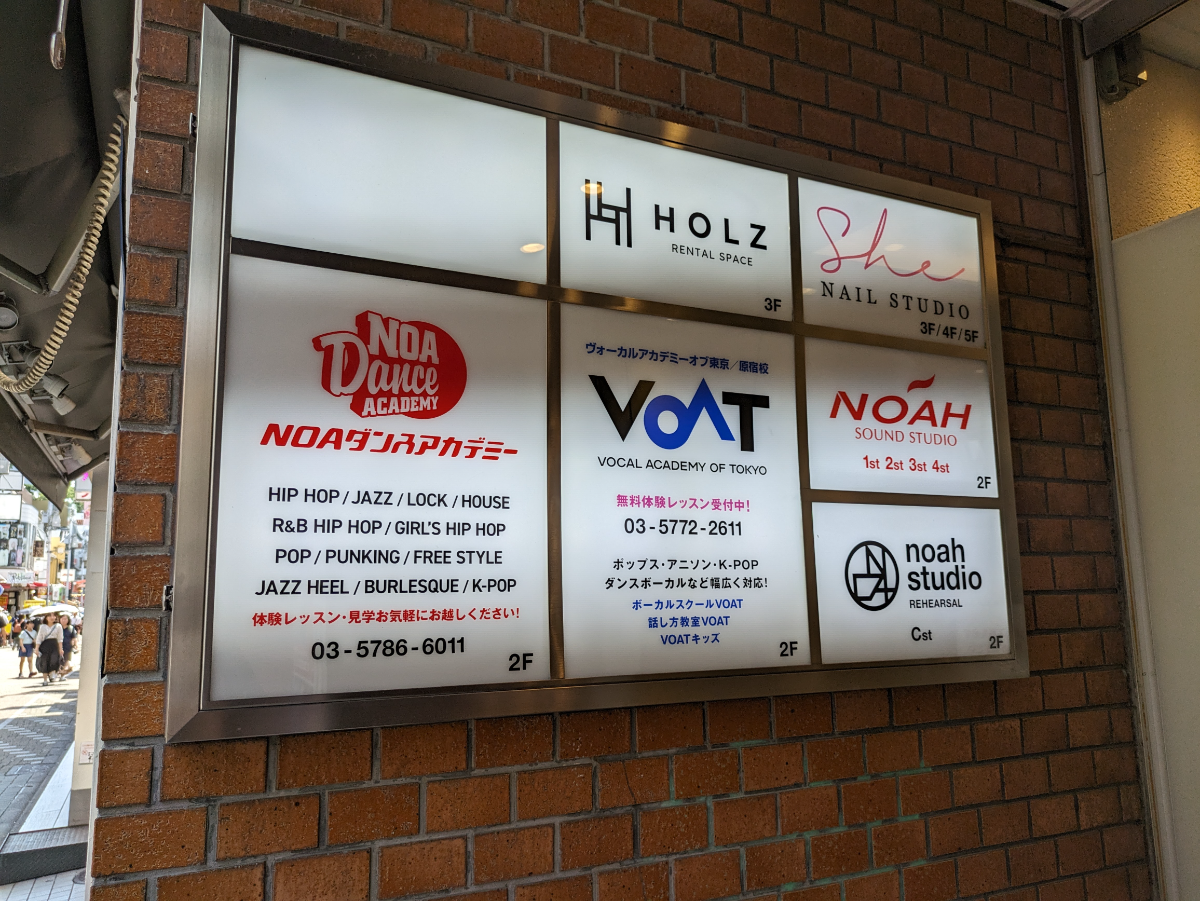 HOLZ
RENTAL SPACE
3F
She
NAIL STUDIO
3F/4F/5F
NOA
Dance
ACADEMY
NOAダンスアカデミー
HIP HOP / JAZZ / LOCK / HOUSE
R&B HIP HOP / GIRL'S HIP HOP
POP / PUNKING / FREE STYLE
JAZZ HEEL / BURLESQUE / K-POP
体験レッスン・見学お気軽にお越しください!
03-5786-6011
2F
ヴォーカルアカデミーオブ東京/原宿校
VOAT
VOCAL ACADEMY OF TOKYO
無料体験レッスン受付中!
03-5772-2611
ポップス・アニソン・K-POP
ダンスボーカルなど幅広く対応!
ボーカルスクールVOAT
話し方教室VOAT
VOATキッズ
2F
NOAH
SOUND STUDIO
1st 2st 3st 4st
2F
NOA
noah
studio
REHEARSAL
Cst
2F